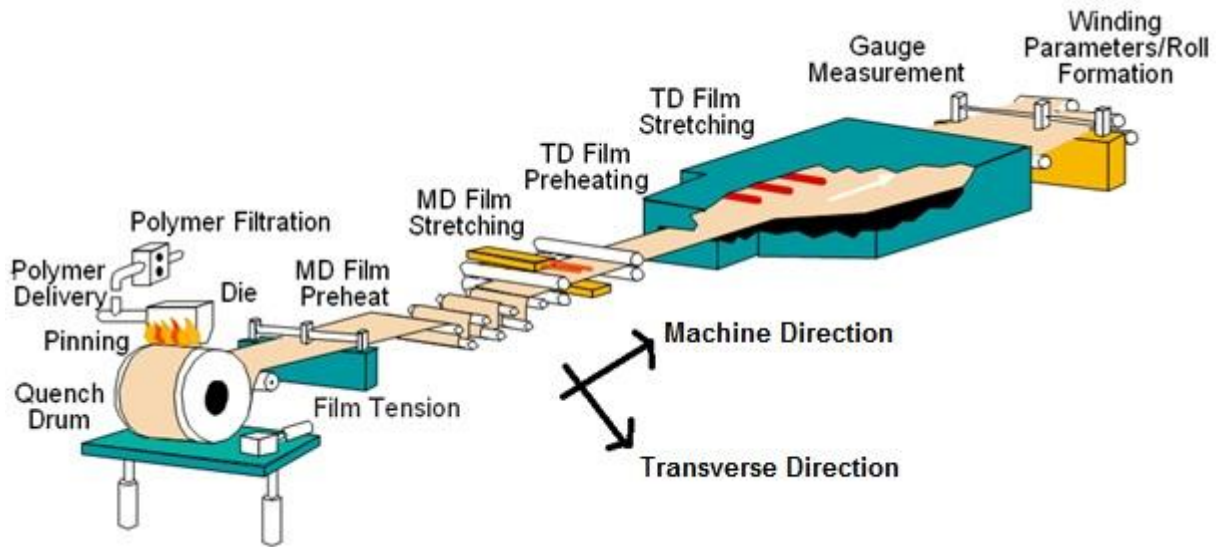 Winding
Parameters/Roll
Formation
Gauge
Measurement
TD Film
Stretching
TD Film
Preheating
MD Film
Stretching
Polymer Filtration
MD Film
Preheat
Polymer
Delivery
Die
Pinning
Quench
Drum
Film Tension
Machine Direction
Transverse Direction